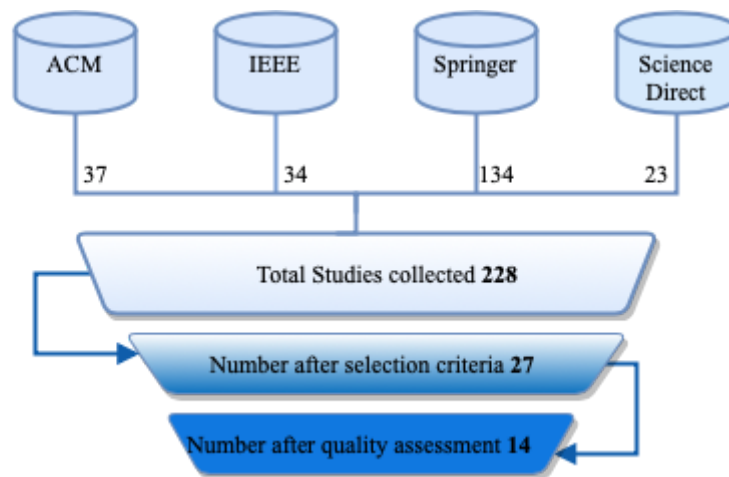 ACM
IEEE
Springer
Science
Direct
37
34
134
23
Total Studies collected 228
Number after selection criteria 27
Number after quality assessment 14